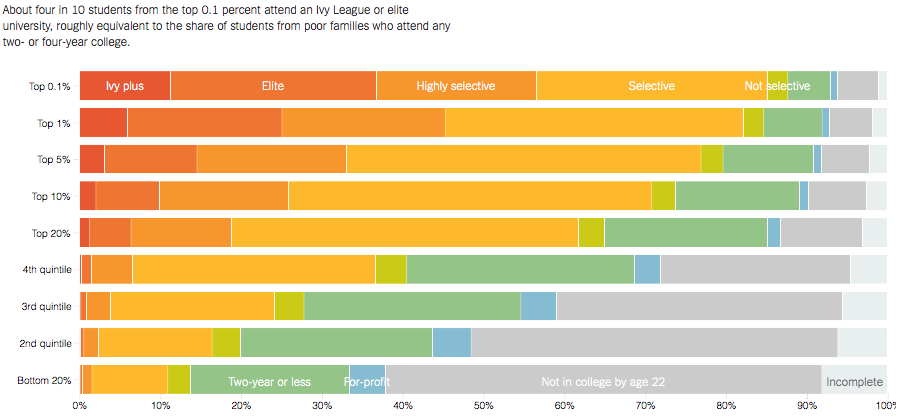 About four in 10 students from the top 0.1 percent attend an Ivy League or elite
university, roughly equivalent to the share of students from poor families who attend any
two- or four-year college.
Top 0.1%
Ivy plus
Elite
Highly selective
Selective
Not selective
Top 1%
Top 5%
Top 10%
Top 20%
4th quintile
3rd quintile
2nd quintile
Bottom 20%
Two-year or less
For-profit
Not in college by age 22
Incomplete
0%
10%
20%
30%
40%
50%
60%
70%
80%
90%
100%